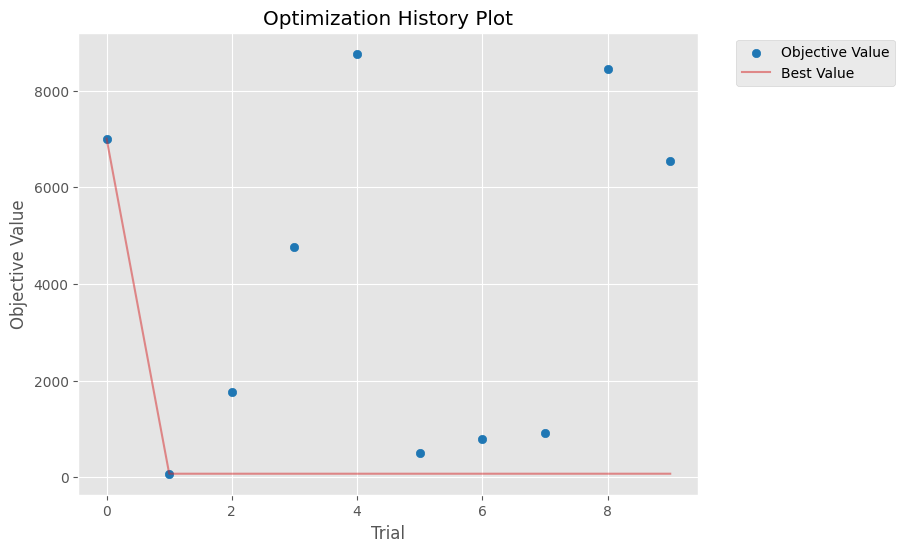 Optimization History Plot
Objective Value
Best Value
8000
6000
4000
2000
0
Objective Value
0 2 4 6 8
Trial